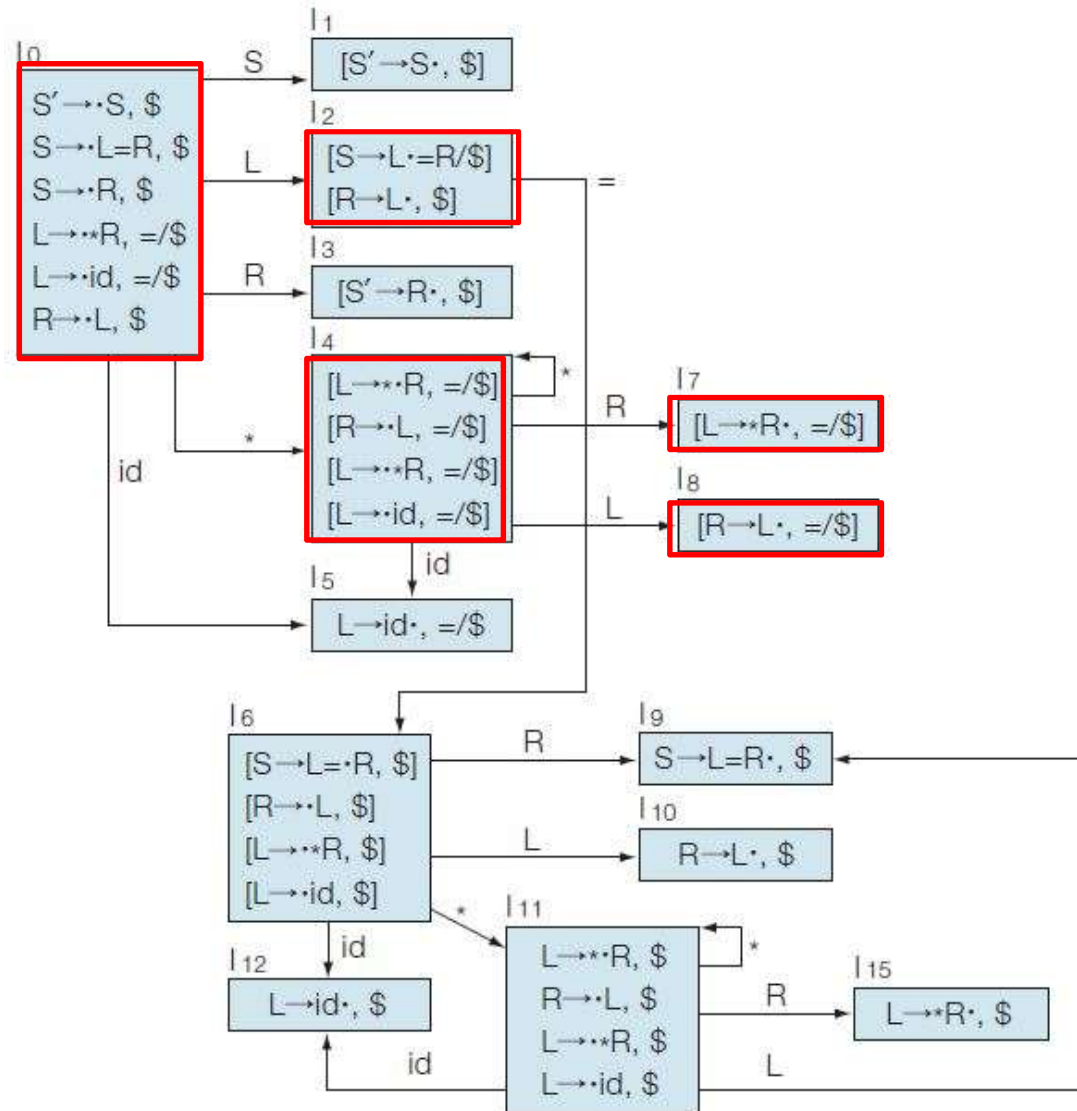 I0
S′→·S, $
S→·L=R, $
S→·R, $
L→·*R, =/$
L→·id, =/$
R→·L, $
S
I1
[S′→S·, $]
L
I2
[S→L·=R/$]
[R→L·, $]
=
R
I3
[S′→R·, $]
*
I4
[L→*·R, =/$]
[R→·L, =/$]
[L→·*R, =/$]
[L→·id, =/$]
*
R
I7
[L→*R·, =/$]
L
I8
[R→L·, =/$]
id
id
I5
L→id·, =/$
I6
[S→L=·R, $]
[R→·L, $]
[L→·*R, $]
[L→·id, $]
R
I9
S→L=R·, $
L
I10
R→L·, $
*
I11
L→*·R, $
R→·L, $
L→·*R, $
L→·id, $
*
id
I12
L→id·, $
id
R
I15
L→*R·, $
L